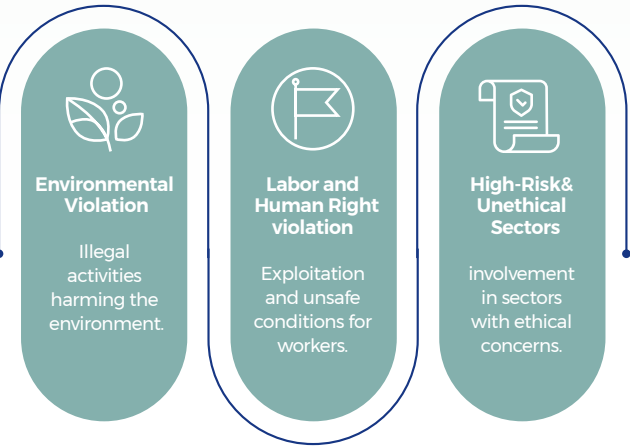 Environmental
Violation
Illegal
activities
harming the
environment.
Labor and
Human Right
violation
Exploitation
and unsafe
conditions for
workers.
High-Risk&
Unethical
Sectors
involvement
in sectors
with ethical
concerns.